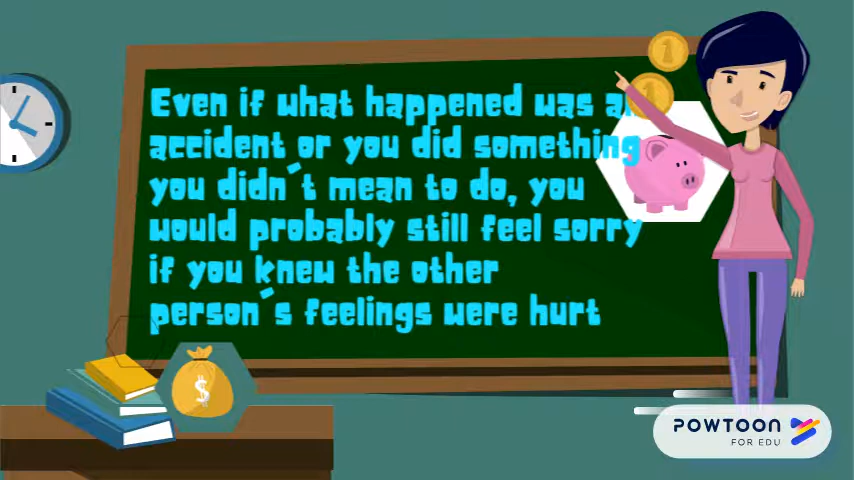 Even if what happened was an
accident or you did something
you didn't mean to do, you
would probably still feel sorry
if you knew the other
person's feelings were hurt
$
POWTOON
FOR EDU